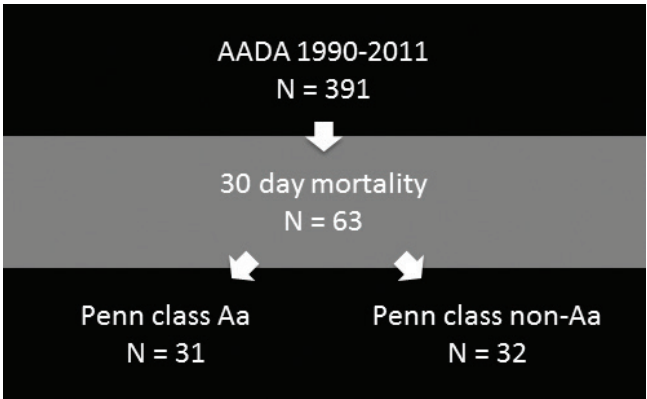 AADA 1990-2011
N = 391
30 day mortality
N = 63
Penn class Aa
N = 31
Penn class non-Aa
N = 32